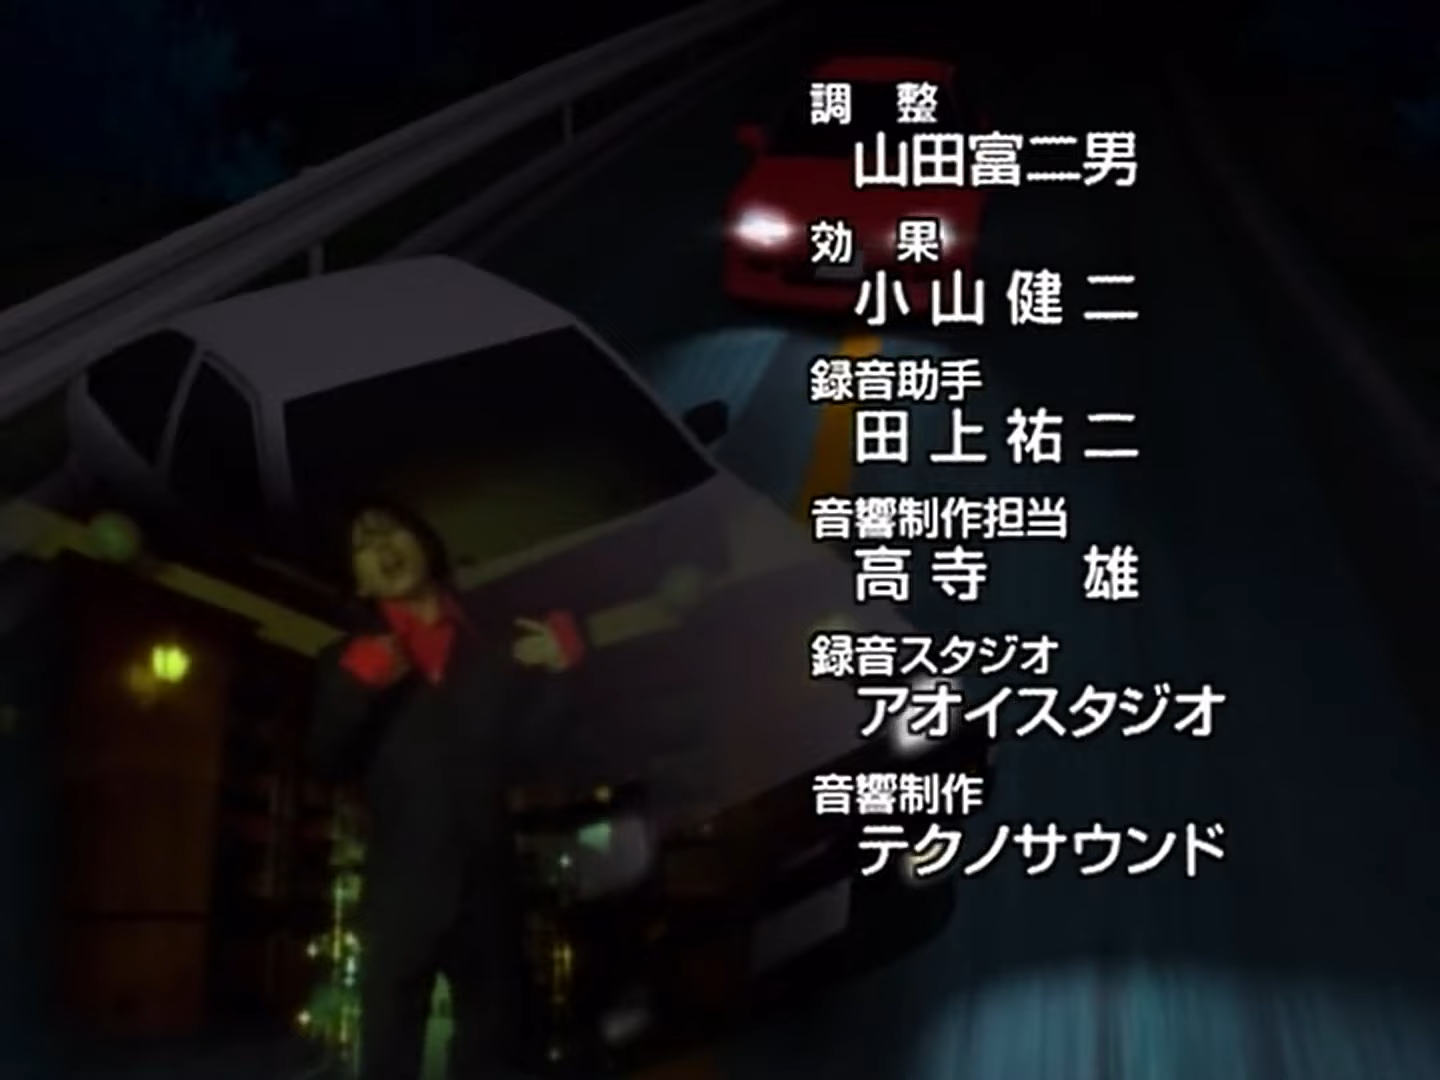 調　整
山田富二男
効　果
小山健二
録音助手
田上祐二
音響制作担当
高寺　雄
録音スタジオ
アオイスタジオ
音響制作
テクノサウンド